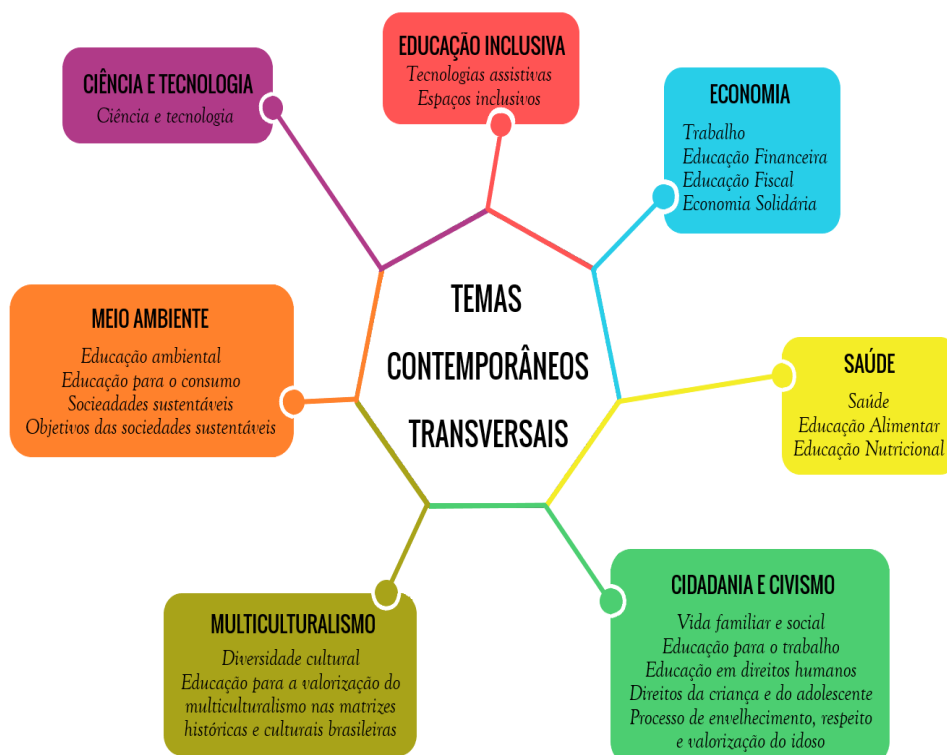 EDUCAÇÃO INCLUSIVA
Tecnologias assistivas
Espaços inclusivos
CIÊNCIA E TECNOLOGIA
Ciência e tecnologia
ECONOMIA
Trabalho
Educação Financeira
Educação Fiscal
Economia Solidária
TEMAS
CONTEMPORÂNEOS
TRANSVERSAIS
MEIO AMBIENTE
Educação ambiental
Educação para o consumo
Socieadades sustentáveis
Objetivos das sociedades sustentáveis
SAÚDE
Saúde
Educação Alimentar
Educação Nutricional
MULTICULTURALISMO
Diversidade cultural
Educação para a valorização do
multiculturalismo nas matrizes
históricas e culturais brasileiras
CIDADANIA E CIVISMO
Vida familiar e social
Educação para o trabalho
Educação em direitos humanos
Direitos da criança e do adolescente
Processo de envelhecimento, respeito
e valorização do idoso